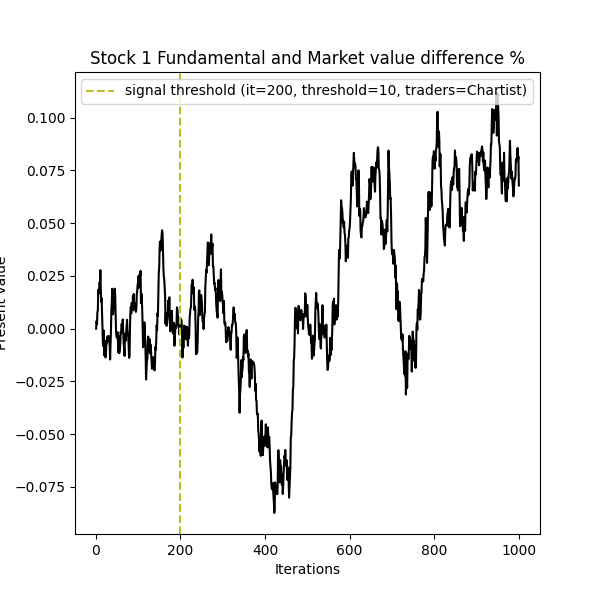 Stock 1 Fundamental and Market value difference %
signal threshold (it=200, threshold=10, traders=Chartist)
0.100
0.075
0.050
0.025
0.000
−0.025
−0.050
−0.075
Present value
0 200 400 600 800 1000
Iterations